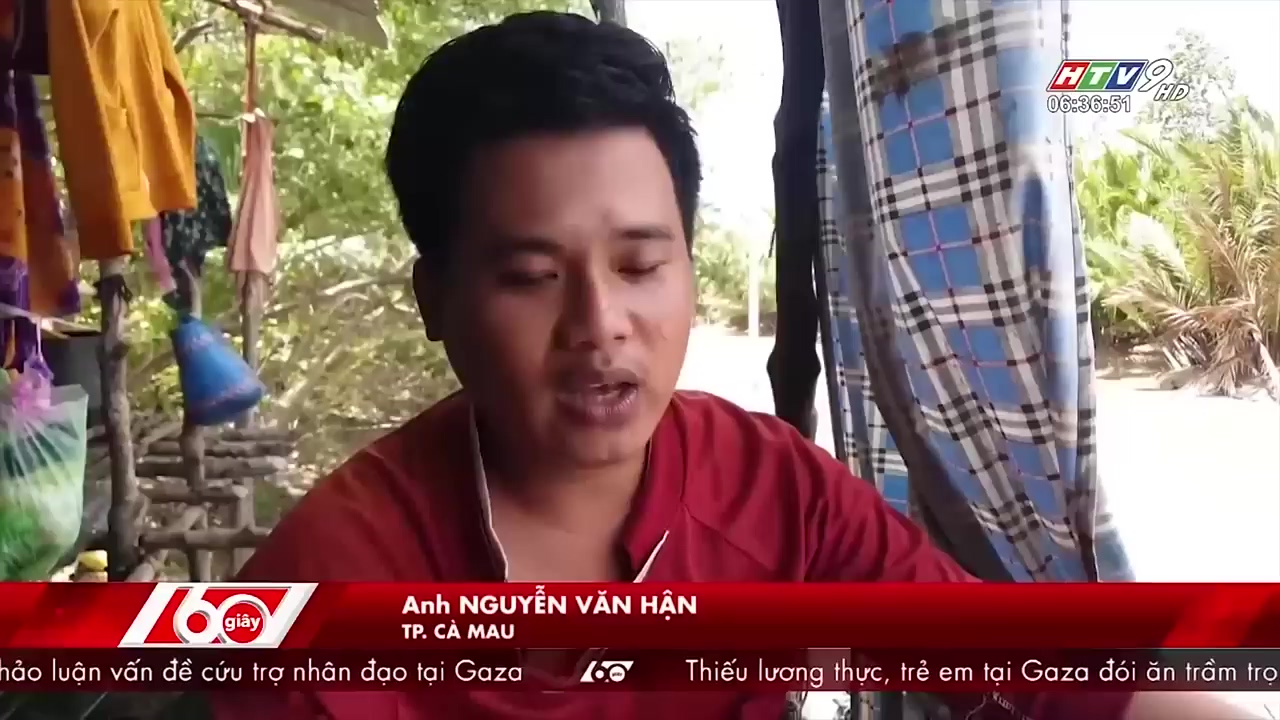 HTV9 HD
06:36:51
60 giây
Anh NGUYỄN VĂN HẬN
TP. CÀ MAU
hảo luận vấn đề cứu trợ nhân đạo tại Gaza 60 giây Thiếu lương thực, trẻ em tại Gaza đói ăn trầm trọ